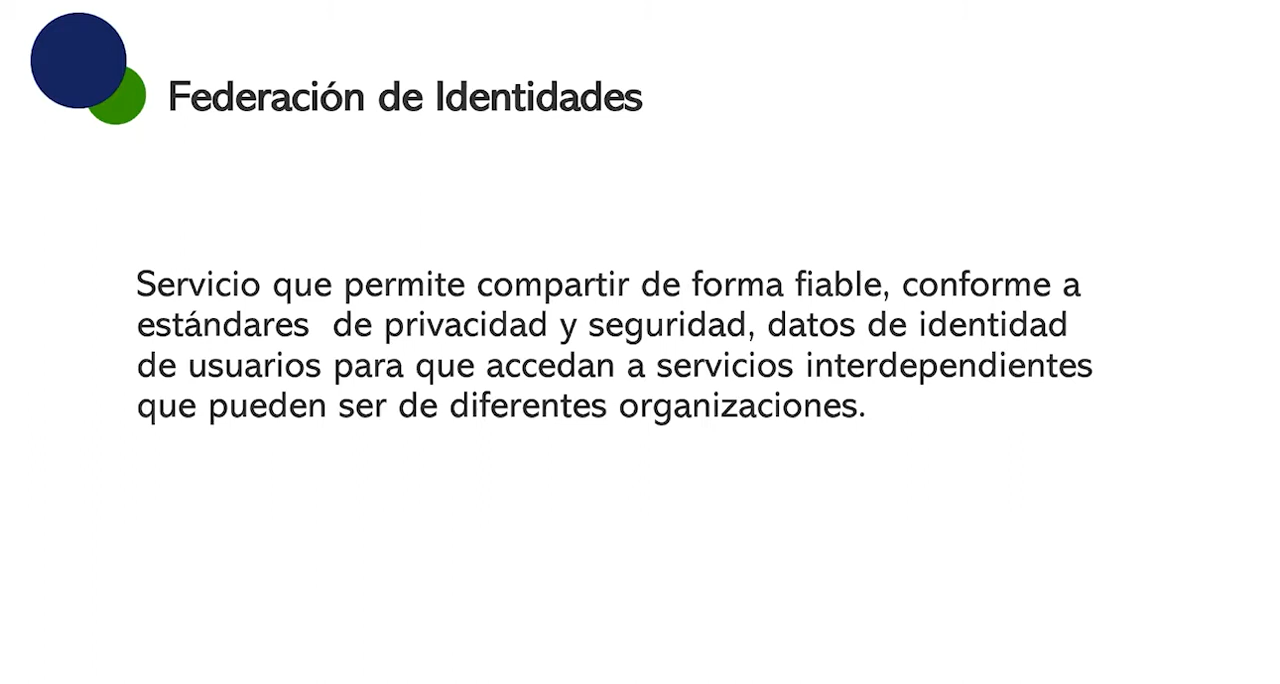 Federación de Identidades
Servicio que permite compartir de forma fiable, conforme a
estándares  de privacidad y seguridad, datos de identidad
de usuarios para que accedan a servicios interdependientes
que pueden ser de diferentes organizaciones.